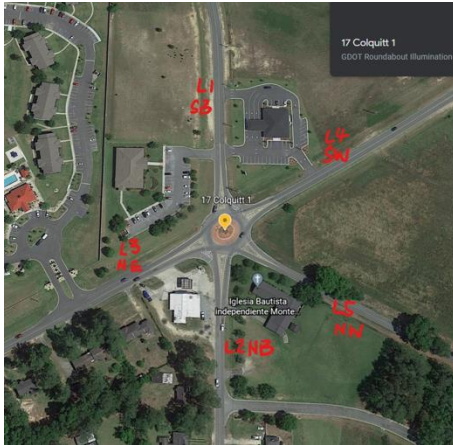 17 Colquitt 1
GDOT Roundabout Illumination
L1
SB
L4
SW
17 Colquitt 1
L3
NE
Iglesia Bautista
Independiente Monte...
L5
NW
L2 NB